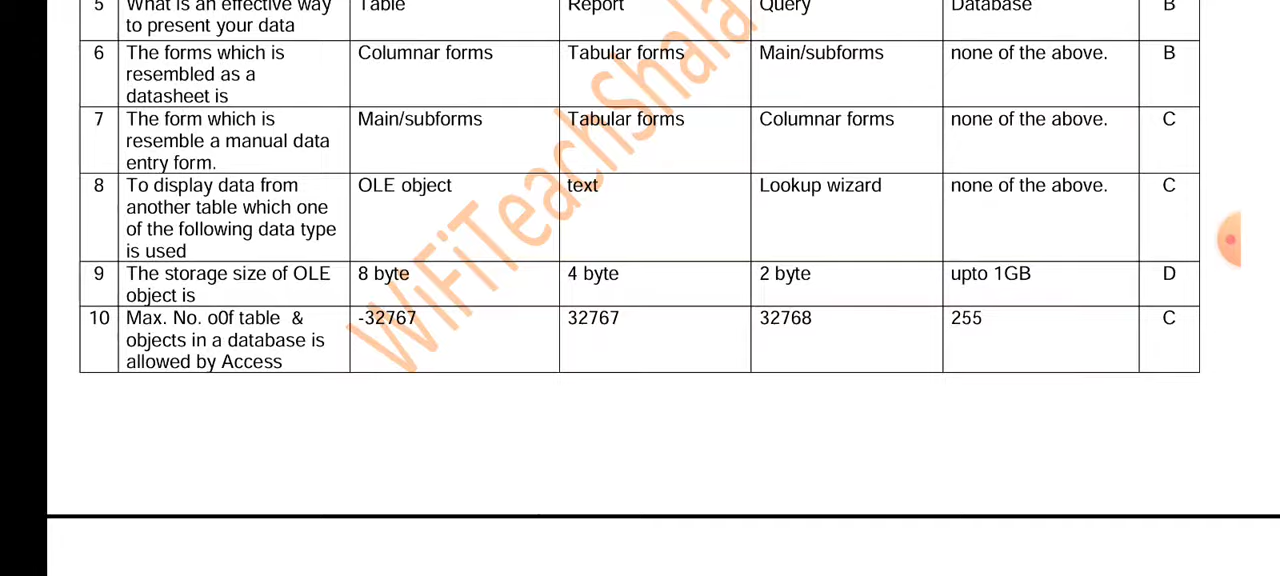 5 What is an effective way Table Report Query Database B
to present your data
6 The forms which is Columnar forms Tabular forms Main/subforms none of the above. B
resembled as a
datasheet is
7 The form which is Main/subforms Tabular forms Columnar forms none of the above. C
resemble a manual data
entry form.
8 To display data from OLE object text Lookup wizard none of the above. C
another table which one
of the following data type
is used
9 The storage size of OLE 8 byte 4 byte 2 byte upto 1GB D
object is
10 Max. No. o0f table & -32767 32767 32768 255 C
objects in a database is
allowed by Access
WiFiTeachShala